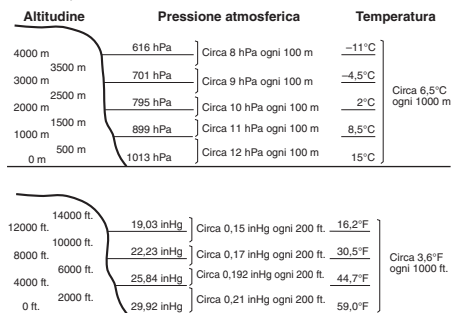 Altitudine Pressione atmosferica Temperatura
616 hPa –11°C
4000 m Circa 8 hPa ogni 100 m
3500 m
701 hPa –4,5°C
3000 m Circa 9 hPa ogni 100 m
Circa 6,5°C
ogni 1000 m
2500 m
795 hPa 2°C
2000 m Circa 10 hPa ogni 100 m
1500 m
899 hPa Circa 11 hPa ogni 100 m 8,5°C
1000 m
500 m Circa 12 hPa ogni 100 m
0 m 1013 hPa 15°C
14000 ft.
12000 ft. 19,03 inHg Circa 0,15 inHg ogni 200 ft. 16,2°F
10000 ft.
22,23 inHg Circa 0,17 inHg ogni 200 ft. 30,5°F
8000 ft.
Circa 3,6°F
ogni 1000 ft.
6000 ft.
25,84 inHg Circa 0,192 inHg ogni 200 ft. 44,7°F
4000 ft.
2000 ft. Circa 0,21 inHg ogni 200 ft.
0 ft. 29,92 inHg 59,0°F